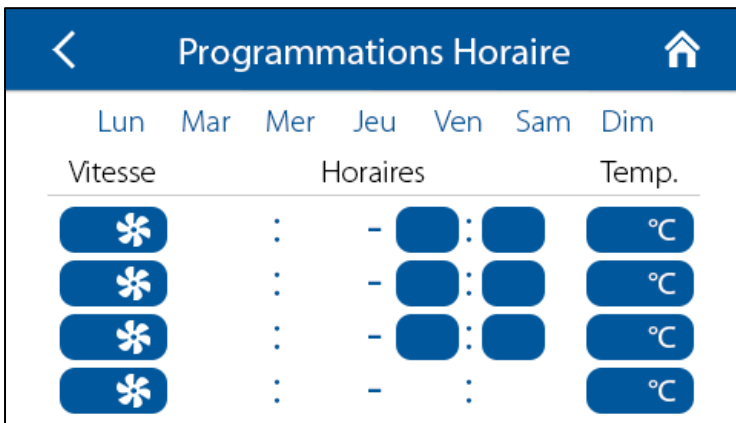 Programmations Horaire
Lun Mar Mer Jeu Ven Sam Dim
Vitesse Horaires Temp.
: - : °C
: - : °C
: - : °C
: - : °C